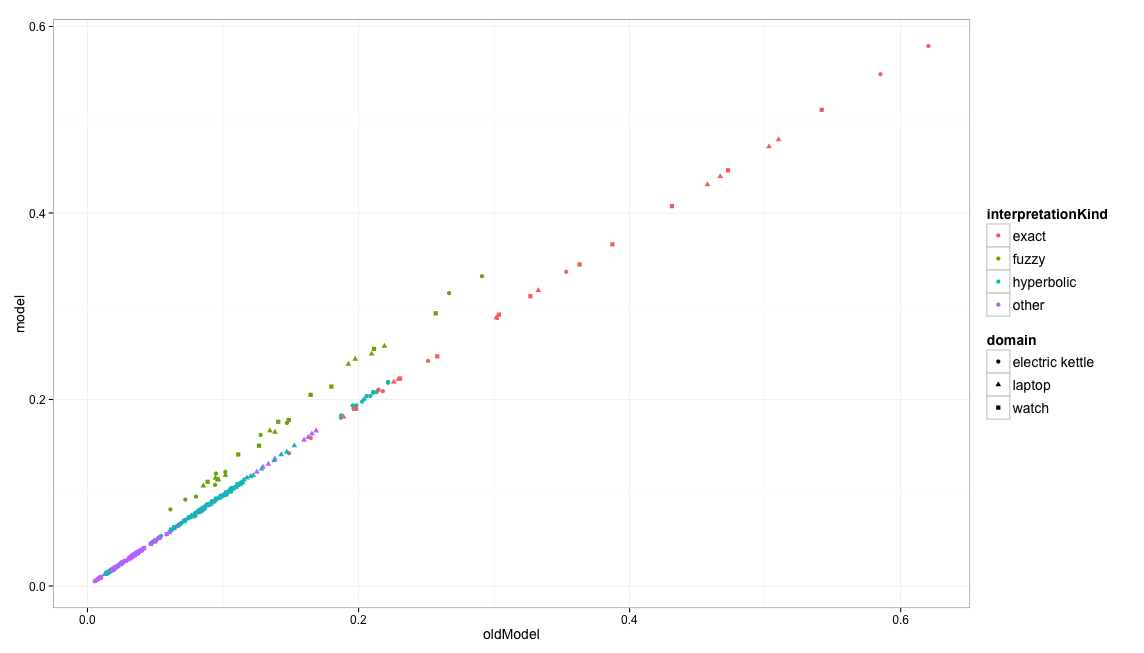 0.6
0.4
0.2
0.0
model
0.0
0.2
0.4
0.6
oldModel
interpretationKind
exact
fuzzy
hyperbolic
other
domain
electric kettle
laptop
watch